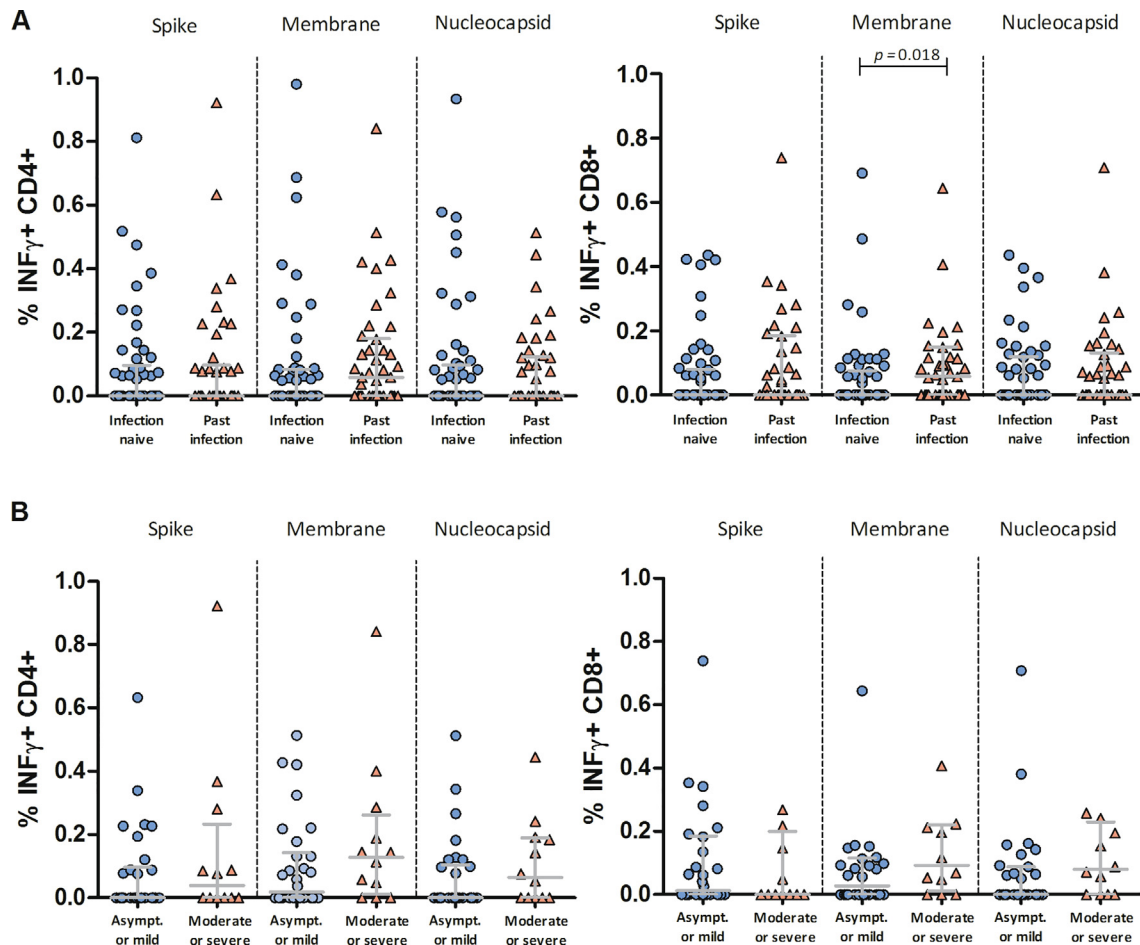 A
Spike Membrane Nucleocapsid
% INFγ+ CD4+
1.0
0.8
0.6
0.4
0.2
0.0
Infection naive
Past infection
Infection naive
Past infection
Infection naive
Past infection
Spike Membrane Nucleocapsid
p = 0.018
% INFγ+ CD8+
1.0
0.8
0.6
0.4
0.2
0.0
Infection naive
Past infection
Infection naive
Past infection
Infection naive
Past infection
B
Spike Membrane Nucleocapsid
% INFγ+ CD4+
1.0
0.8
0.6
0.4
0.2
0.0
Asympt. or mild
Moderate or severe
Asympt. or mild
Moderate or severe
Asympt. or mild
Moderate or severe
Spike Membrane Nucleocapsid
% INFγ+ CD8+
1.0
0.8
0.6
0.4
0.2
0.0
Asympt. or mild
Moderate or severe
Asympt. or mild
Moderate or severe
Asympt. or mild
Moderate or severe